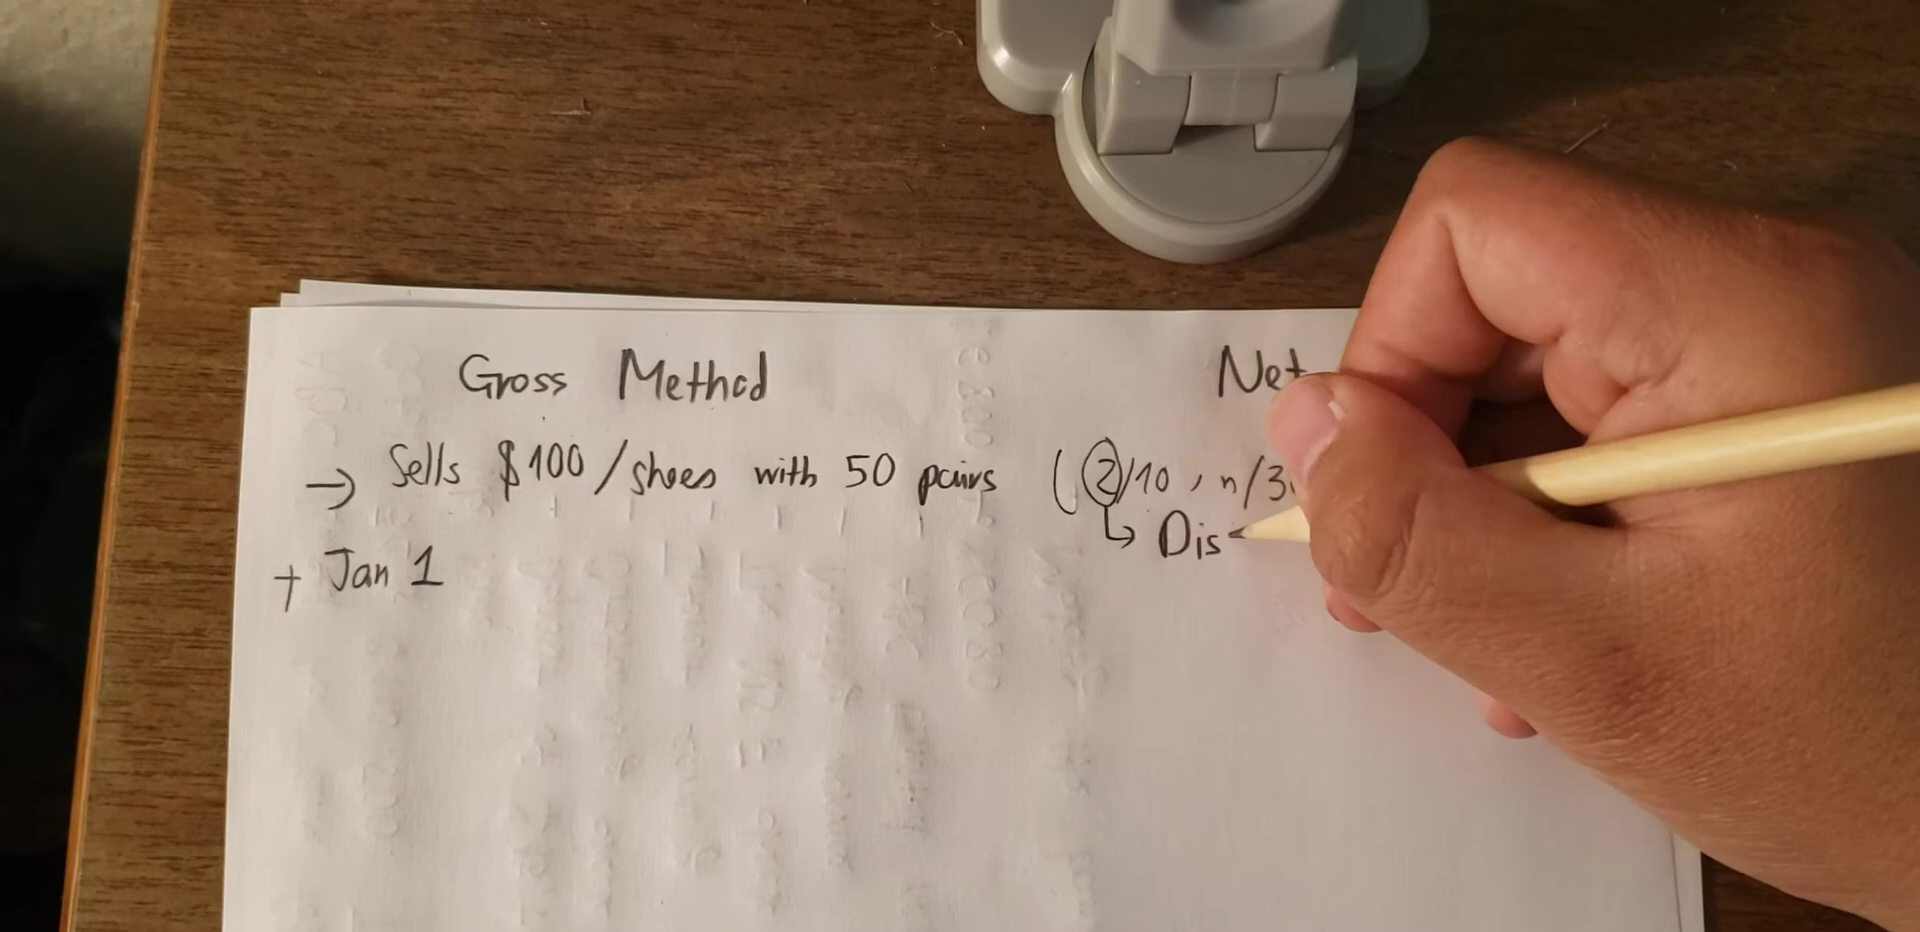 Gross Method Net
→ Sells $100/shoes with 50 pairs (2/10, n/3
↳ Dis
+ Jan 1